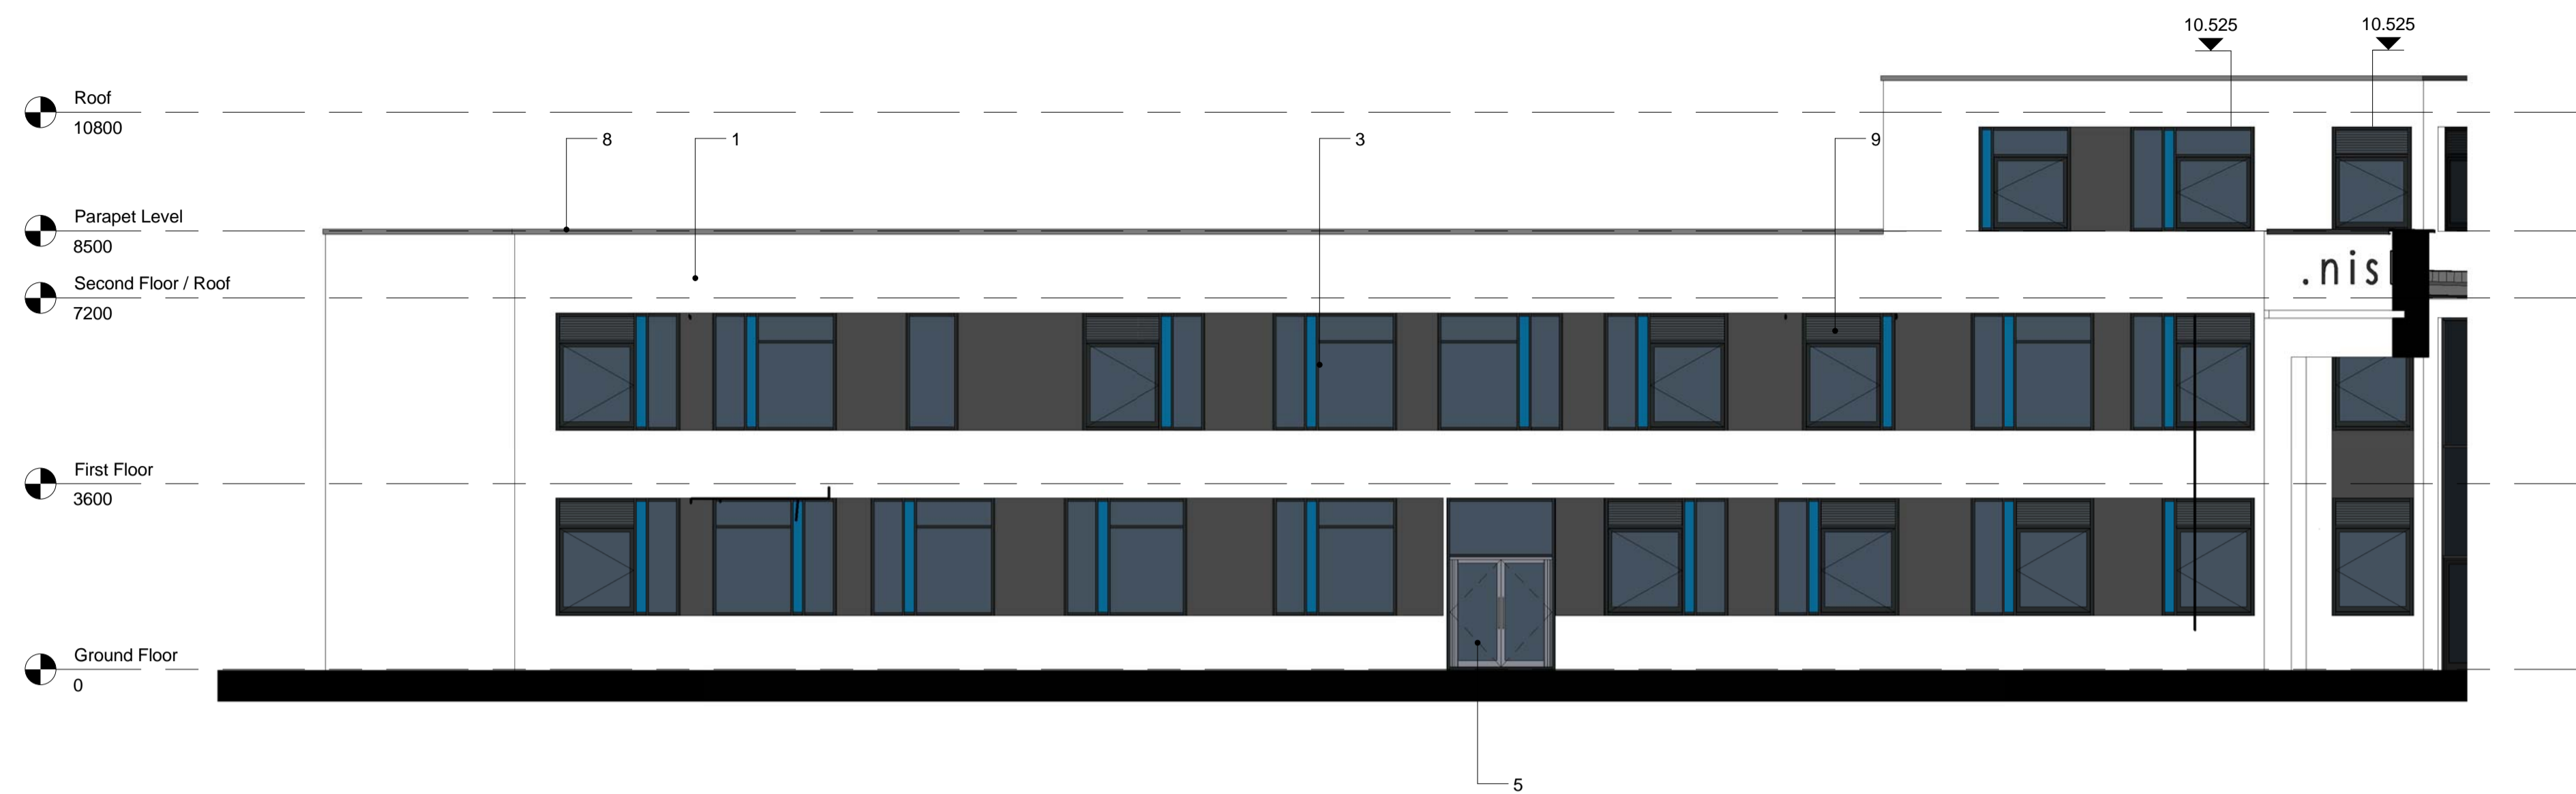 10.525
10.525
Roof
10800
8
1
3
9
Parapet Level
8500
.nis
Second Floor / Roof
7200
First Floor
3600
Ground Floor
0
5